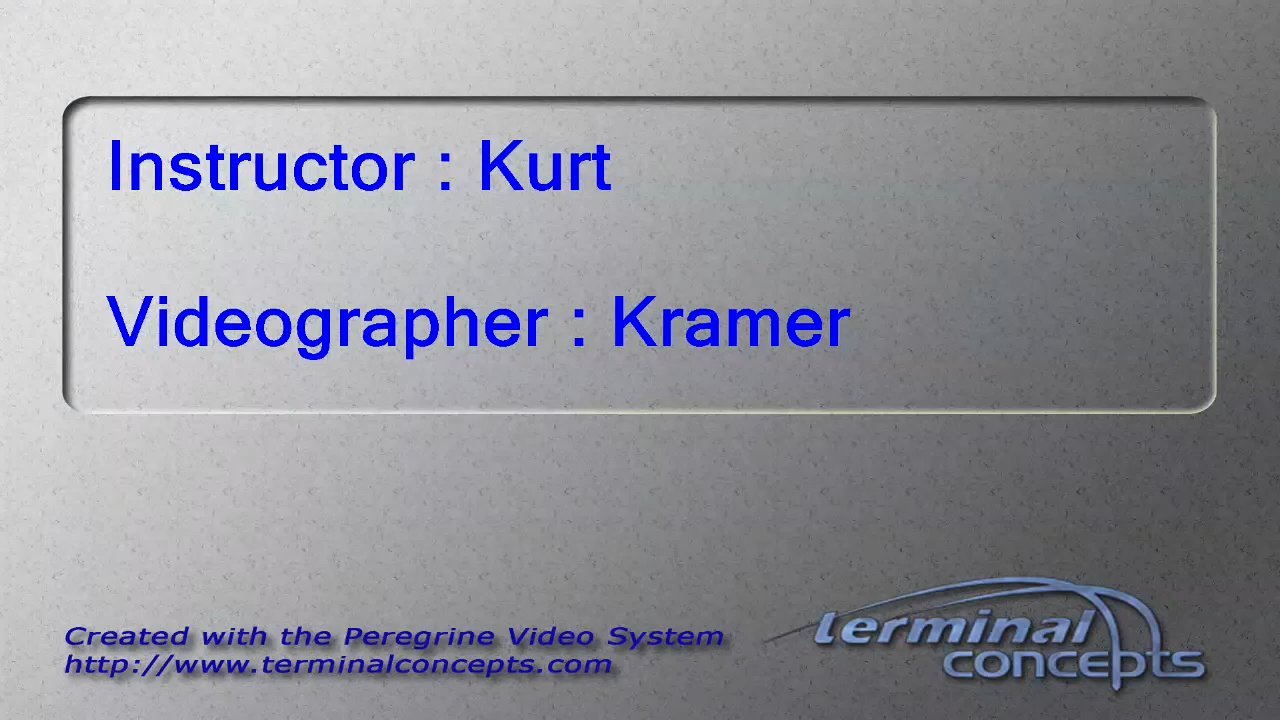 Instructor : Kurt
Videographer : Kramer
Created with the Peregrine Video System
http://www.terminalconcepts.com
terminal
concepts